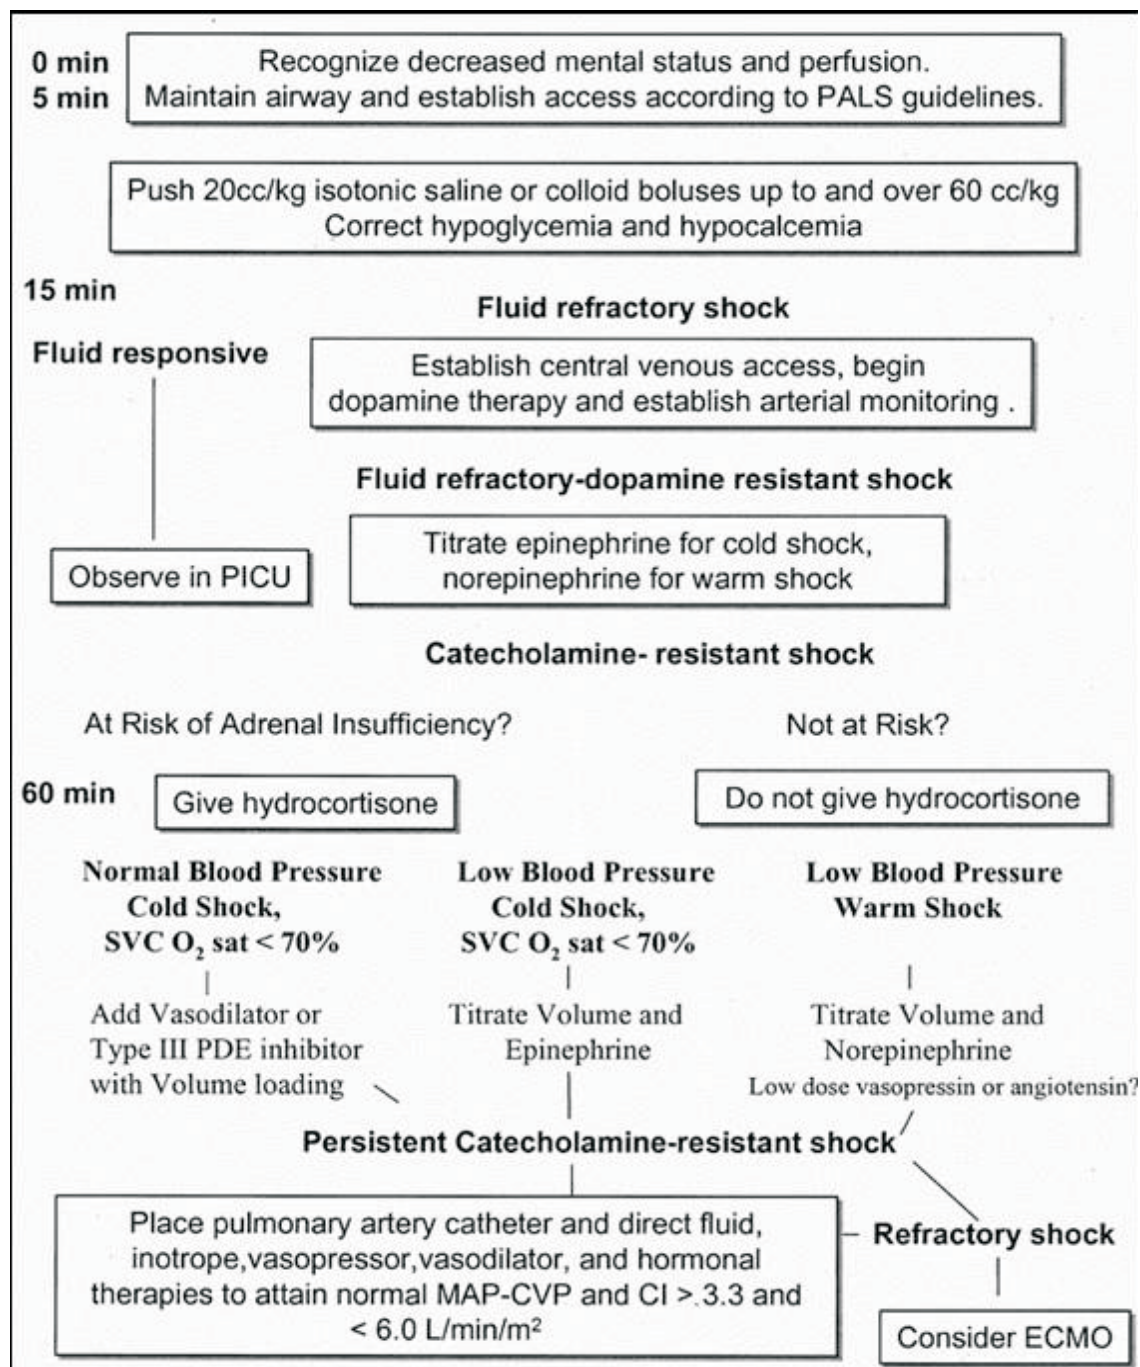 0 min
Recognize decreased mental status and perfusion.
5 min
Maintain airway and establish access according to PALS guidelines.
Push 20cc/kg isotonic saline or colloid boluses up to and over 60 cc/kg
Correct hypoglycemia and hypocalcemia
15 min
Fluid refractory shock
Fluid responsive
Establish central venous access, begin
dopamine therapy and establish arterial monitoring .
Fluid refractory-dopamine resistant shock
Observe in PICU
Titrate epinephrine for cold shock,
norepinephrine for warm shock
Catecholamine- resistant shock
At Risk of Adrenal Insufficiency?
Not at Risk?
60 min
Give hydrocortisone
Do not give hydrocortisone
Normal Blood Pressure
Cold Shock,
SVC O₂ sat < 70%
Low Blood Pressure
Cold Shock,
SVC O₂ sat < 70%
Low Blood Pressure
Warm Shock
Add Vasodilator or
Type III PDE inhibitor
with Volume loading
Titrate Volume and
Epinephrine
Titrate Volume and
Norepinephrine
Low dose vasopressin or angiotensin?
Persistent Catecholamine-resistant shock
Place pulmonary artery catheter and direct fluid,
inotrope,vasopressor,vasodilator, and hormonal
therapies to attain normal MAP-CVP and CI > 3.3 and
< 6.0 L/min/m²
Refractory shock
Consider ECMO